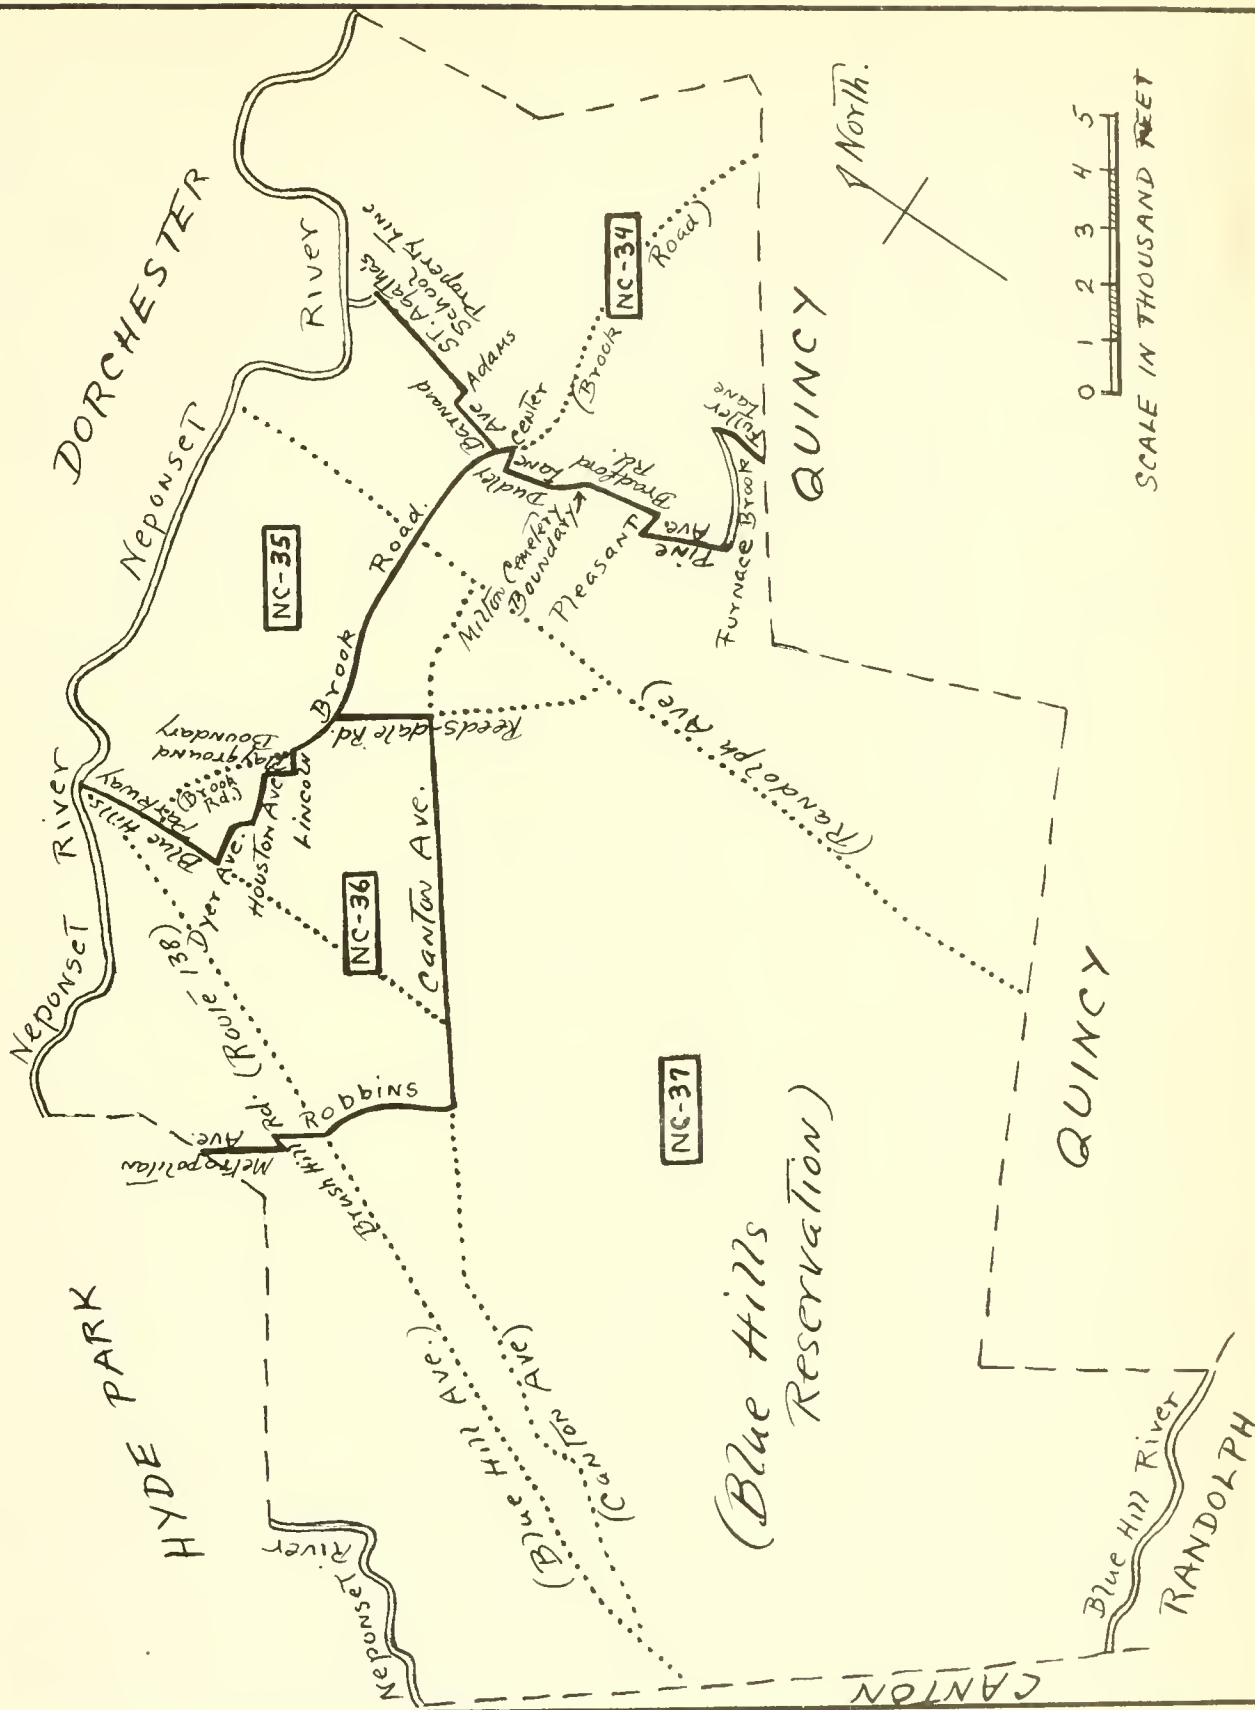 DORCHESTER
Neponset River
Neponset River
HYDE PARK
NC-35
St. Agatha's
School
Property Line
Adams
Barnard
Ave
Center
NC-34
(Brook Road)
Dudley
Lane
Milton Cemetery
Boundary
Bradford
Rd.
Pleasant
Pine
Ave.
Furnace Brook
Fuller
Lane
QUINCY
North.
0 1 2 3 4 5
SCALE IN THOUSAND FEET
Brook Road.
Reedsdale Rd.
(Randolph Ave)
Playground
Boundary
(Brook
Rd.)
Blue Hills.
Parkway
Dyer Ave.
Houston Ave.
Lincoln
NC-36
Canton Ave.
(Route 138)
Robbins
Brush Hill Rd.
Metropolitan
Ave.
NC-37
(Blue Hills
Reservation)
(Blue Hill Ave.)
(Canton Ave)
Neponset River
QUINCY
Blue Hill River
RANDOLPH
CANTON